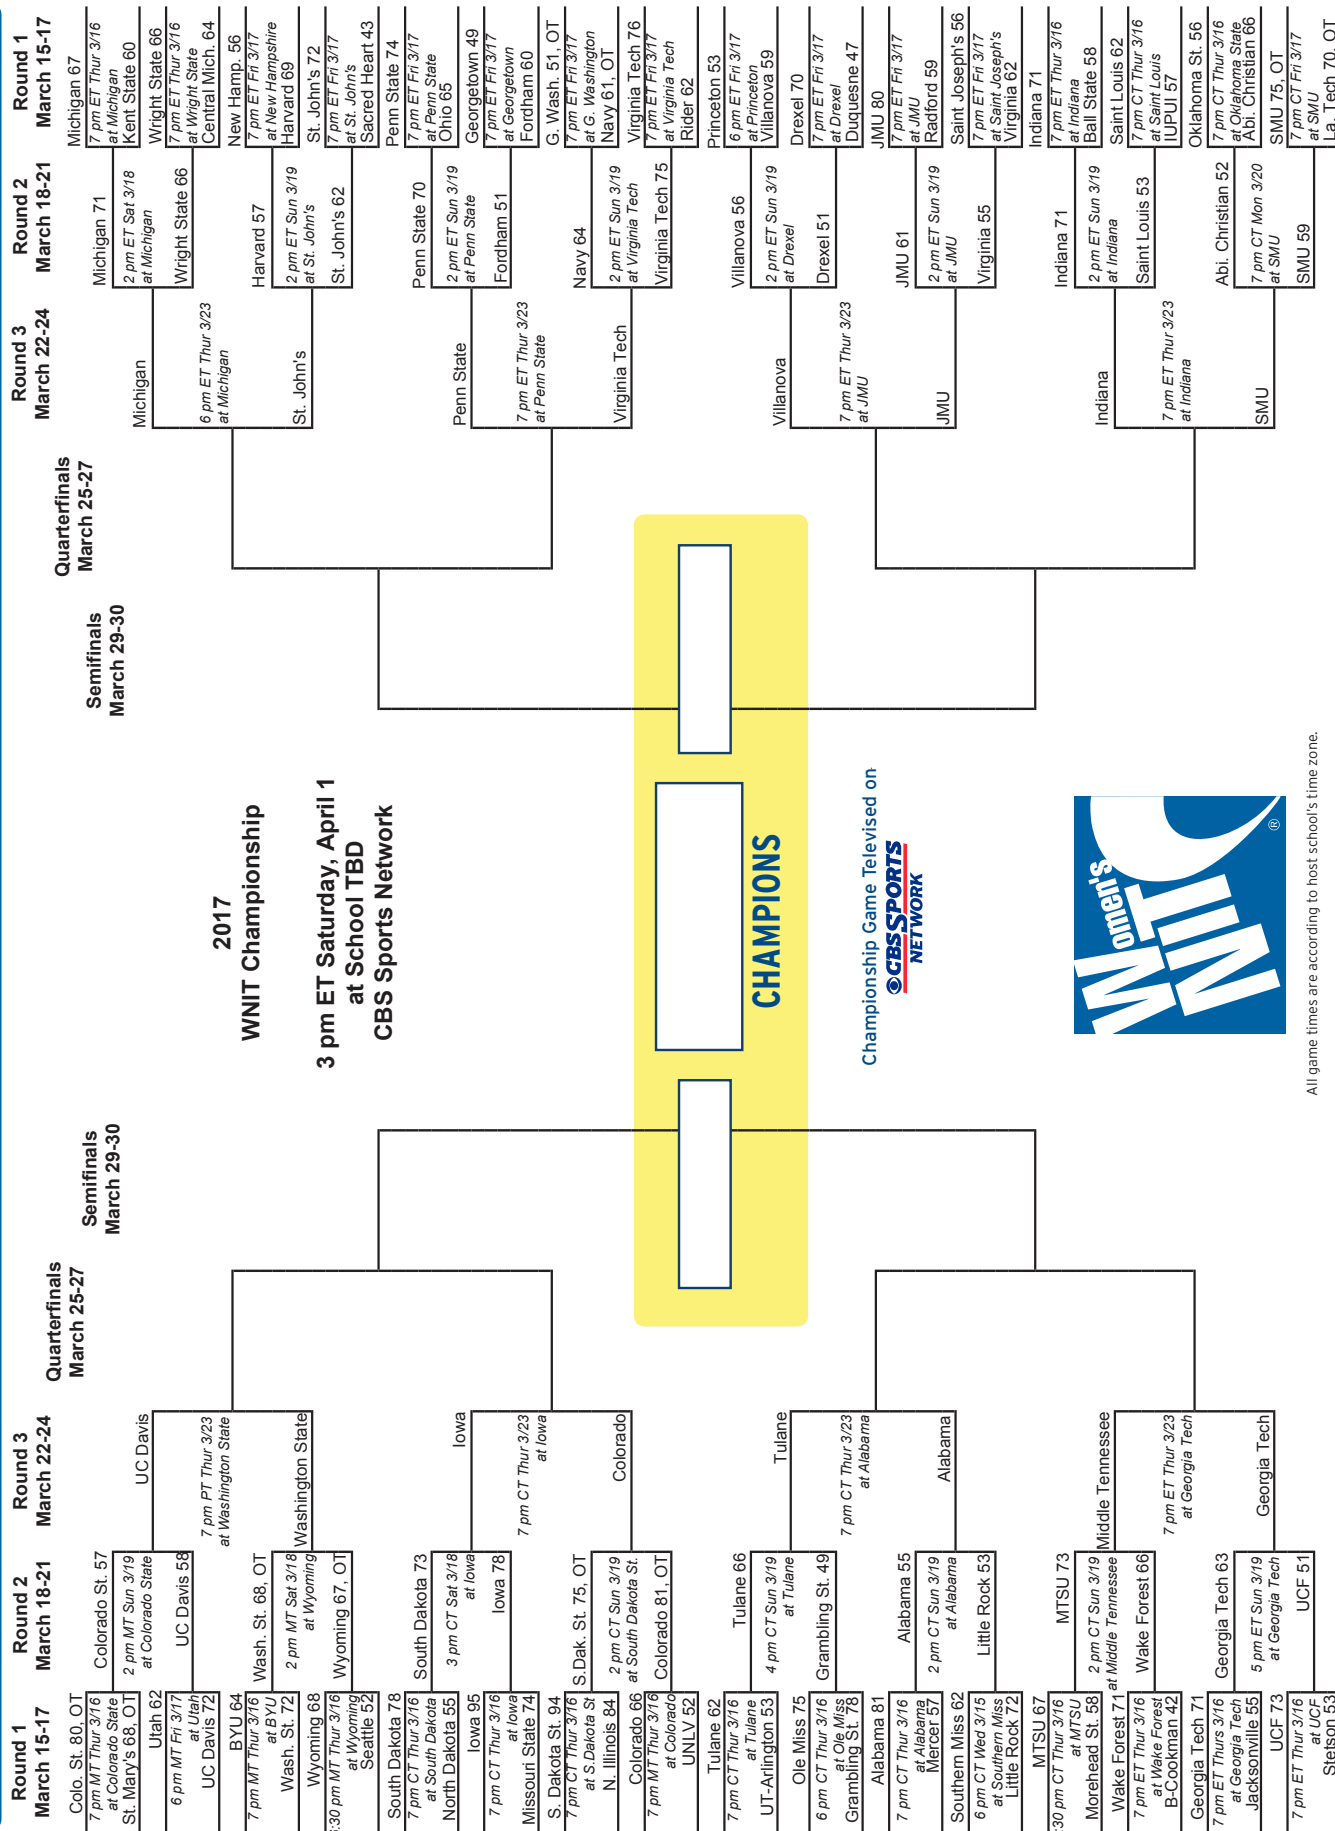 Round 1
March 15-17
Round 2
March 18-21
Round 3
March 22-24
Quarterfinals
March 25-27
Semifinals
March 29-30
Semifinals
March 29-30
Quarterfinals
March 25-27
Round 3
March 22-24
Round 2
March 18-21
Round 1
March 15-17
Colo. St. 80, OT
7 pm MT Thur 3/16
at Colorado State
St. Mary's 68, OT
Utah 62
6 pm MT Fri 3/17
at Utah
UC Davis 72
BYU 64
7 pm MT Thur 3/16
at BYU
Wash. St. 72
Wyoming 68
:30 pm MT Thur 3/16
at Wyoming
Seattle 52
South Dakota 78
7 pm CT Thur 3/16
at South Dakota
North Dakota 55
Iowa 95
7 pm CT Thur 3/16
at Iowa
Missouri State 74
S. Dakota St. 94
7 pm CT Thur 3/16
at S.Dakota St
N. Illinois 84
Colorado 66
7 pm MT Thur 3/16
at Colorado
UNLV 52
Tulane 62
7 pm CT Thur 3/16
at Tulane
UT-Arlington 53
Ole Miss 75
6 pm CT Thur 3/16
at Ole Miss
Grambling St. 78
Alabama 81
7 pm CT Thur 3/16
at Alabama
Mercer 57
Southern Miss 62
6 pm CT Wed 3/15
at Southern Miss
Little Rock 72
MTSU 67
:30 pm CT Thur 3/16
at MTSU
Morehead St. 58
Wake Forest 71
7 pm ET Thur 3/16
at Wake Forest
B-Cookman 42
Georgia Tech 71
7 pm ET Thurs 3/16
at Georgia Tech
Jacksonville 55
UCF 73
7 pm ET Thur 3/16
at UCF
Stetson 53
Colorado St. 57
2 pm MT Sun 3/19
at Colorado State
UC Davis 58
Wash. St. 68, OT
2 pm MT Sat 3/18
at Wyoming
Wyoming 67, OT
South Dakota 73
3 pm CT Sat 3/18
at Iowa
Iowa 78
S.Dak. St. 75, OT
2 pm CT Sun 3/19
at South Dakota St.
Colorado 81, OT
Tulane 66
4 pm CT Sun 3/19
at Tulane
Grambling St. 49
Alabama 55
2 pm CT Sun 3/19
at Alabama
Little Rock 53
MTSU 73
2 pm CT Sun 3/19
at Middle Tennessee
Wake Forest 66
Georgia Tech 63
5 pm ET Sun 3/19
at Georgia Tech
UCF 51
UC Davis
7 pm PT Thur 3/23
at Washington State
Washington State
Iowa
7 pm CT Thur 3/23
at Iowa
Colorado
Tulane
7 pm CT Thur 3/23
at Alabama
Alabama
Middle Tennessee
7 pm ET Thur 3/23
at Georgia Tech
Georgia Tech
2017
WNIT Championship
3 pm ET Saturday, April 1
at School TBD
CBS Sports Network
CHAMPIONS
Championship Game Televised on
CBS SPORTS
NETWORK
Women's
NIT
®
All game times are according to host school's time zone.
Michigan
6 pm ET Thur 3/23
at Michigan
St. John's
Penn State
7 pm ET Thur 3/23
at Penn State
Virginia Tech
Villanova
7 pm ET Thur 3/23
at JMU
JMU
Indiana
7 pm ET Thur 3/23
at Indiana
SMU
Michigan 71
2 pm ET Sat 3/18
at Michigan
Wright State 66
Harvard 57
2 pm ET Sun 3/19
at St. John's
St. John's 62
Penn State 70
2 pm ET Sun 3/19
at Penn State
Fordham 51
Navy 64
2 pm ET Sun 3/19
at Virginia Tech
Virginia Tech 75
Villanova 56
2 pm ET Sun 3/19
at Drexel
Drexel 51
JMU 61
2 pm ET Sun 3/19
at JMU
Virginia 55
Indiana 71
2 pm ET Sun 3/19
at Indiana
Saint Louis 53
Abi. Christian 52
7 pm CT Mon 3/20
at SMU
SMU 59
Michigan 67
7 pm ET Thur 3/16
at Michigan
Kent State 60
Wright State 66
7 pm ET Thur 3/16
at Wright State
Central Mich. 64
New Hamp. 56
7 pm ET Fri 3/17
at New Hampshire
Harvard 69
St. John's 72
7 pm ET Fri 3/17
at St. John's
Sacred Heart 43
Penn State 74
7 pm ET Fri 3/17
at Penn State
Ohio 65
Georgetown 49
7 pm ET Fri 3/17
at Georgetown
Fordham 60
G. Wash. 51, OT
7 pm ET Fri 3/17
at G. Washington
Navy 61, OT
Virginia Tech 76
7 pm ET Fri 3/17
at Virginia Tech
Rider 62
Princeton 53
6 pm ET Fri 3/17
at Princeton
Villanova 59
Drexel 70
7 pm ET Fri 3/17
at Drexel
Duquesne 47
JMU 80
7 pm ET Fri 3/17
at JMU
Radford 59
Saint Joseph's 56
7 pm ET Fri 3/17
at Saint Joseph's
Virginia 62
Indiana 71
7 pm ET Thur 3/16
at Indiana
Ball State 58
Saint Louis 62
7 pm CT Thur 3/16
at Saint Louis
IUPUI 57
Oklahoma St. 56
7 pm CT Thur 3/16
at Oklahoma State
Abi. Christian 66
SMU 75, OT
7 pm CT Fri 3/17
at SMU
La. Tech 70, OT